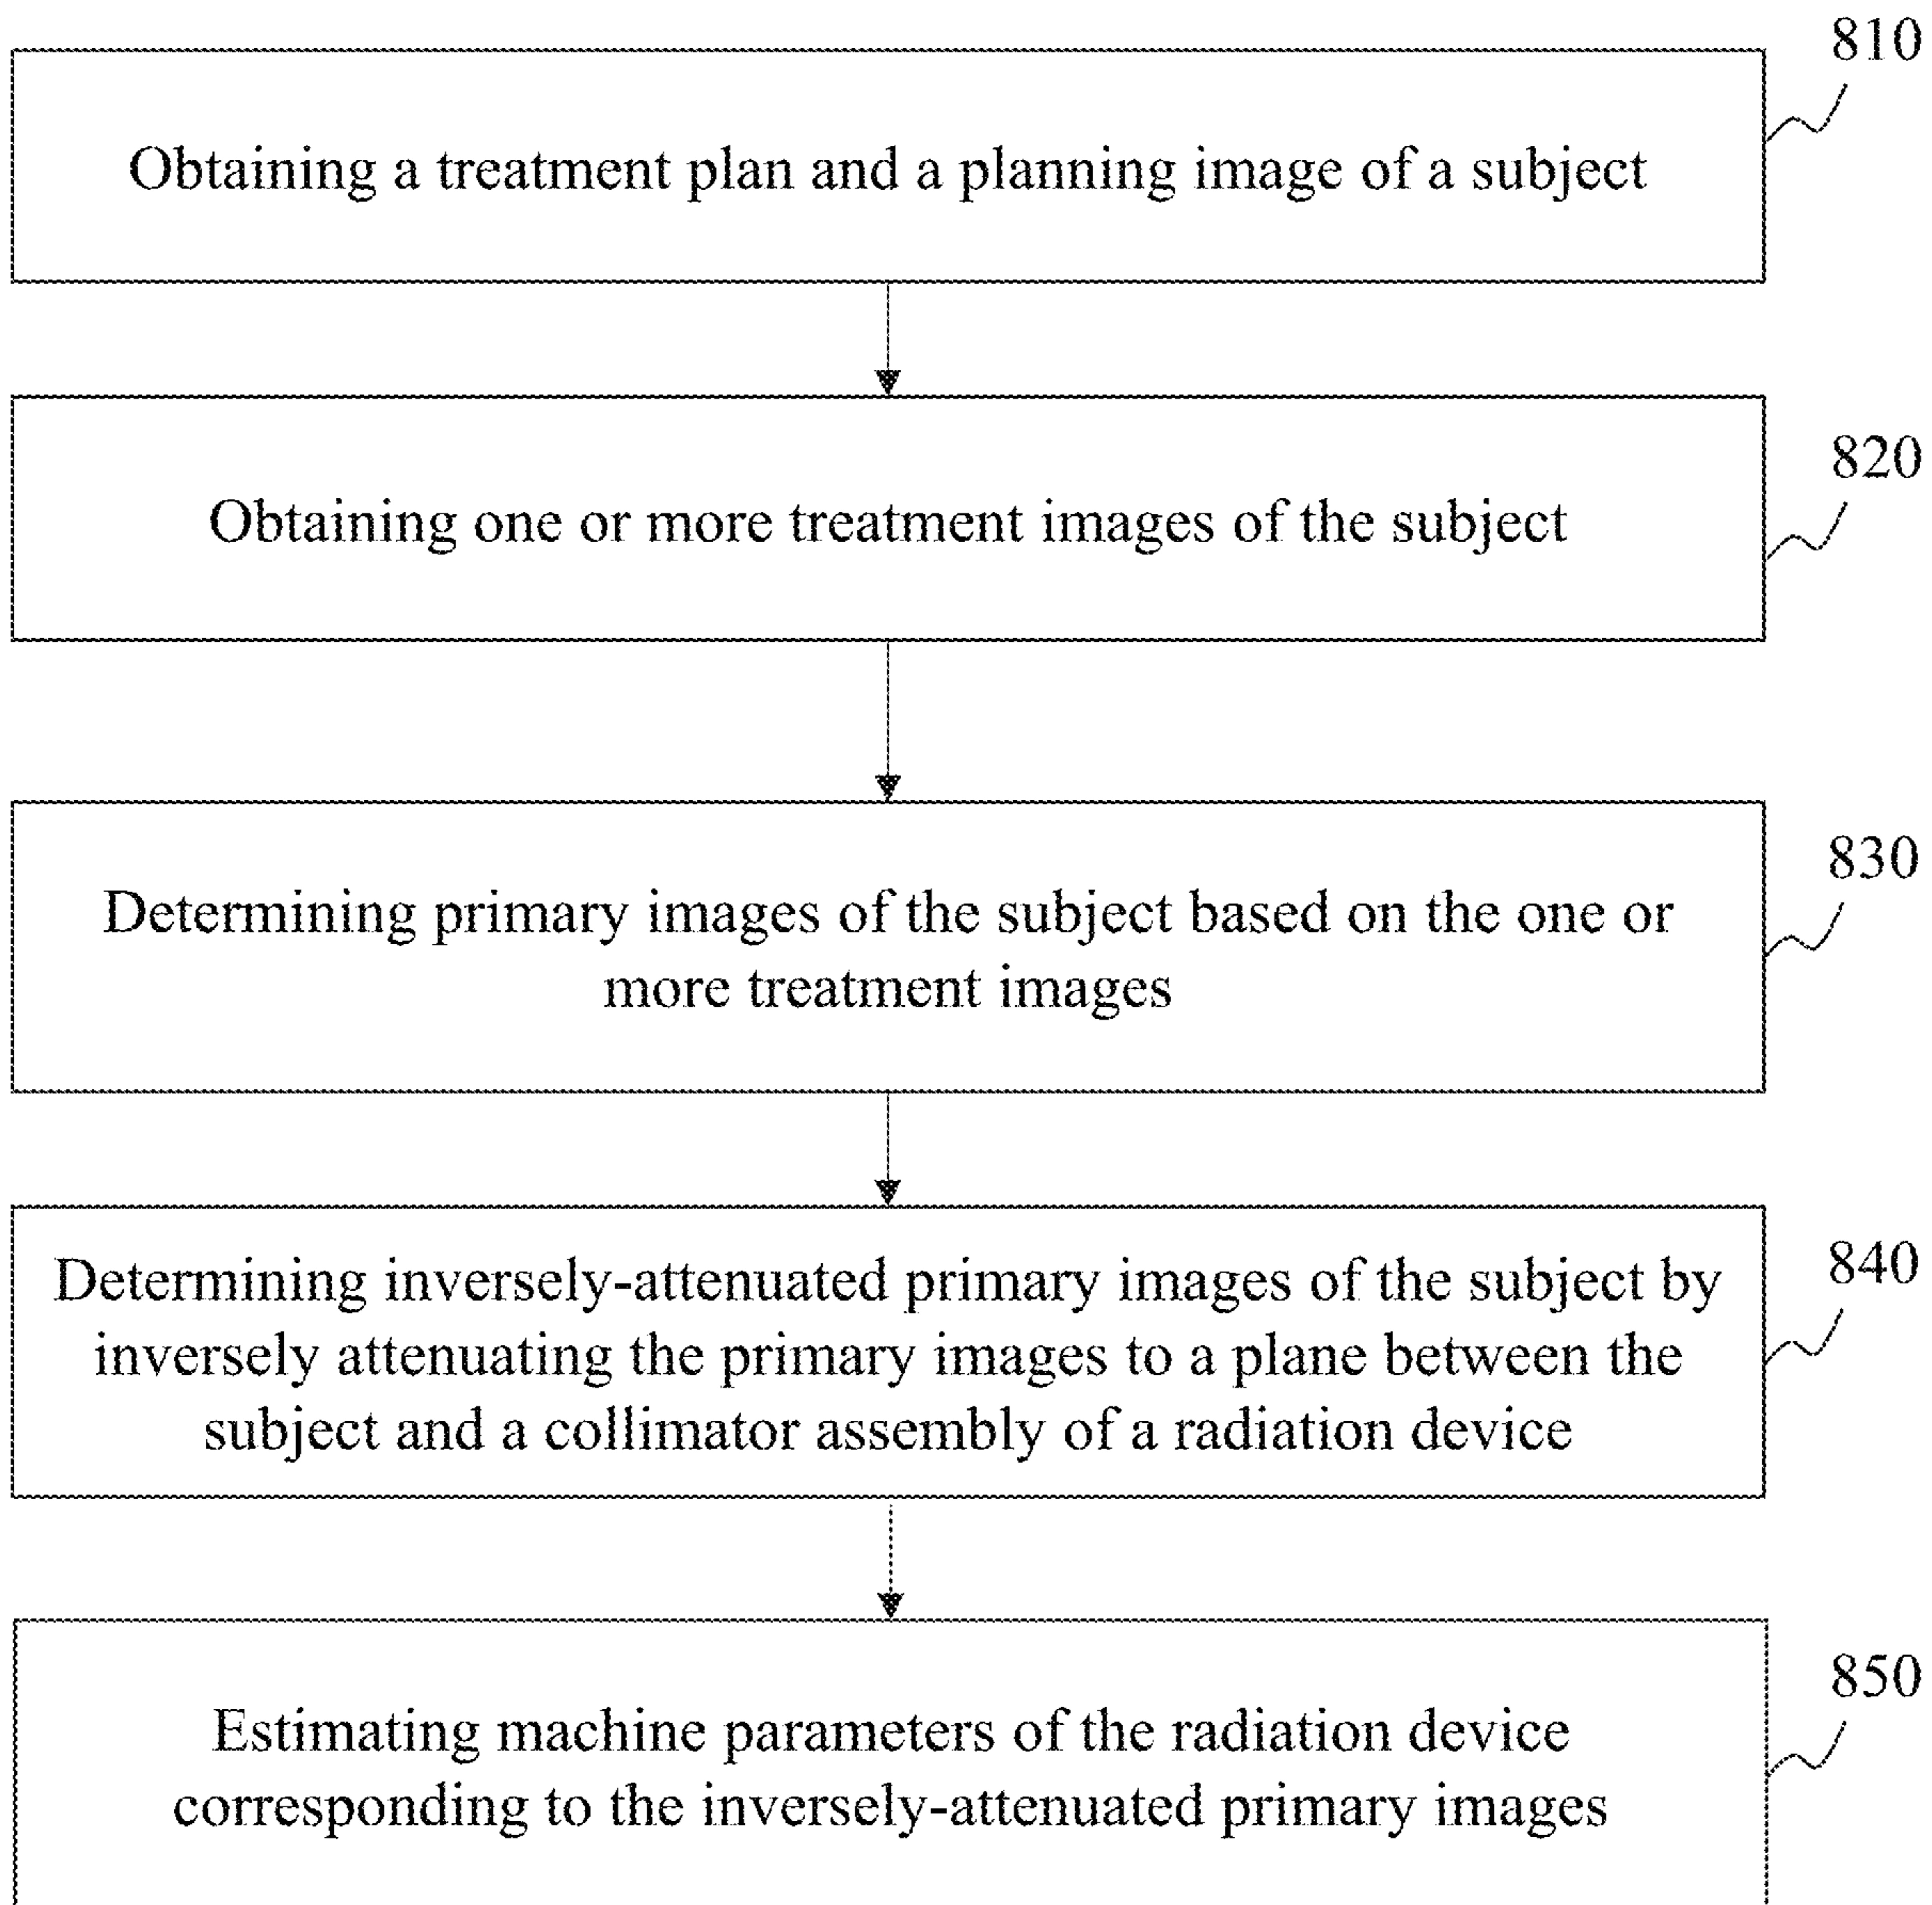 810
Obtaining a treatment plan and a planning image of a subject
820
Obtaining one or more treatment images of the subject
830
Determining primary images of the subject based on the one or
more treatment images
840
Determining inversely-attenuated primary images of the subject by
inversely attenuating the primary images to a plane between the
subject and a collimator assembly of a radiation device
850
Estimating machine parameters of the radiation device
corresponding to the inversely-attenuated primary images